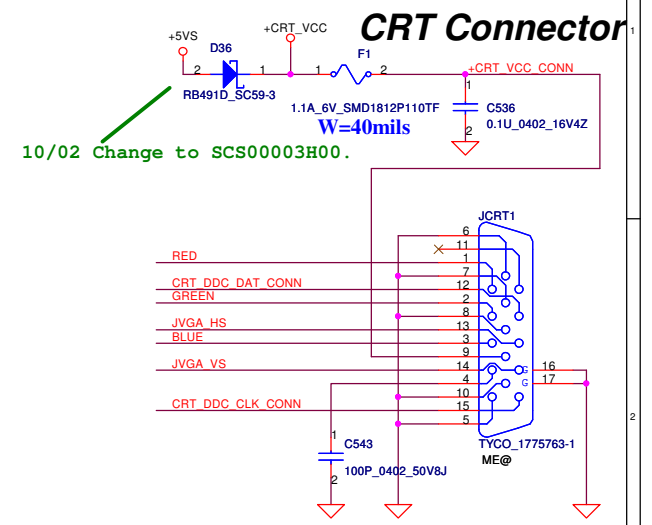 CRT Connector
1
+5VS
+CRT_VCC
D36
F1
2
1
1
2
+CRT_VCC_CONN
RB491D_SC59-3
1
1.1A_6V_SMD1812P110TF
C536
W=40mils
0.1U_0402_16V4Z
2
10/02 Change to SCS00003H00.
JCRT1
6
11
RED
1
7
CRT_DDC_DAT_CONN
12
GREEN
2
8
JVGA_HS
13
BLUE
3
9
JVGA_VS
14
G
16
4
G
17
10
CRT_DDC_CLK_CONN
15
5
2
1
C543
TYCO_1775763-1
ME@
100P_0402_50V8J
2